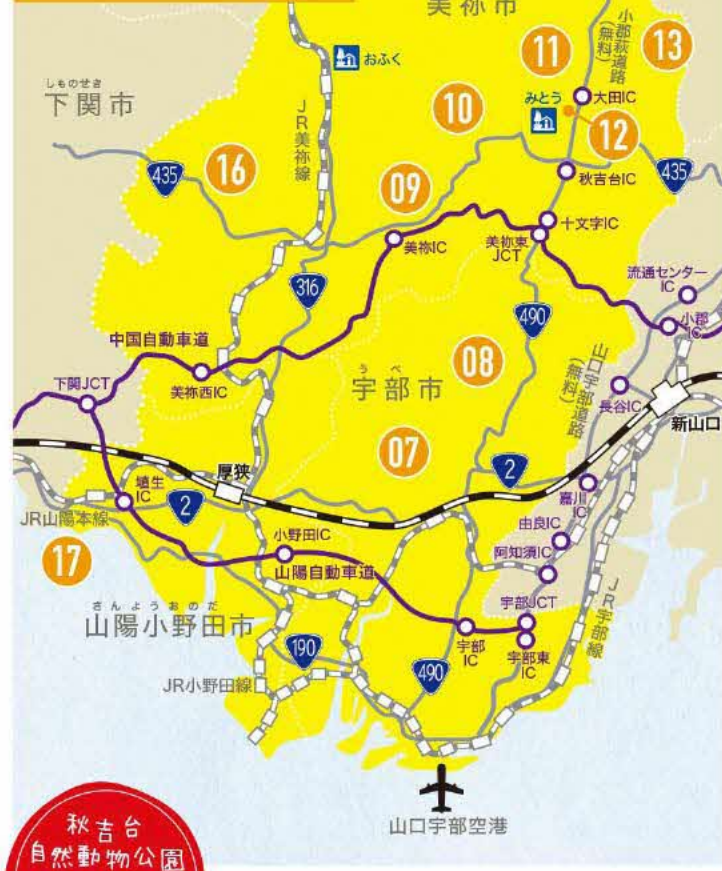 美祢市
小郡萩道路
(無料)
13
11
おふく
みとう
大田IC
しものせき
下関市
10
12
JR美祢線
435
16
秋吉台IC
435
09
十文字IC
美祢東
JCT
美祢IC
流通センター
IC
316
490
小郡
IC
中国自動車道
08
山口宇部道路
(無料)
うべ
宇部市
下関JCT
美祢西IC
長谷IC
新山口
07
厚狭
2
埴生
IC
2
嘉川
IC
JR山陽本線
由良IC
小野田IC
阿知須IC
17
山陽自動車道
さんようおのだ
山陽小野田市
宇部JCT
JR宇部線
190
宇部
IC
宇部東
IC
490
JR小野田線
山口宇部空港
秋吉台
自然動物公園